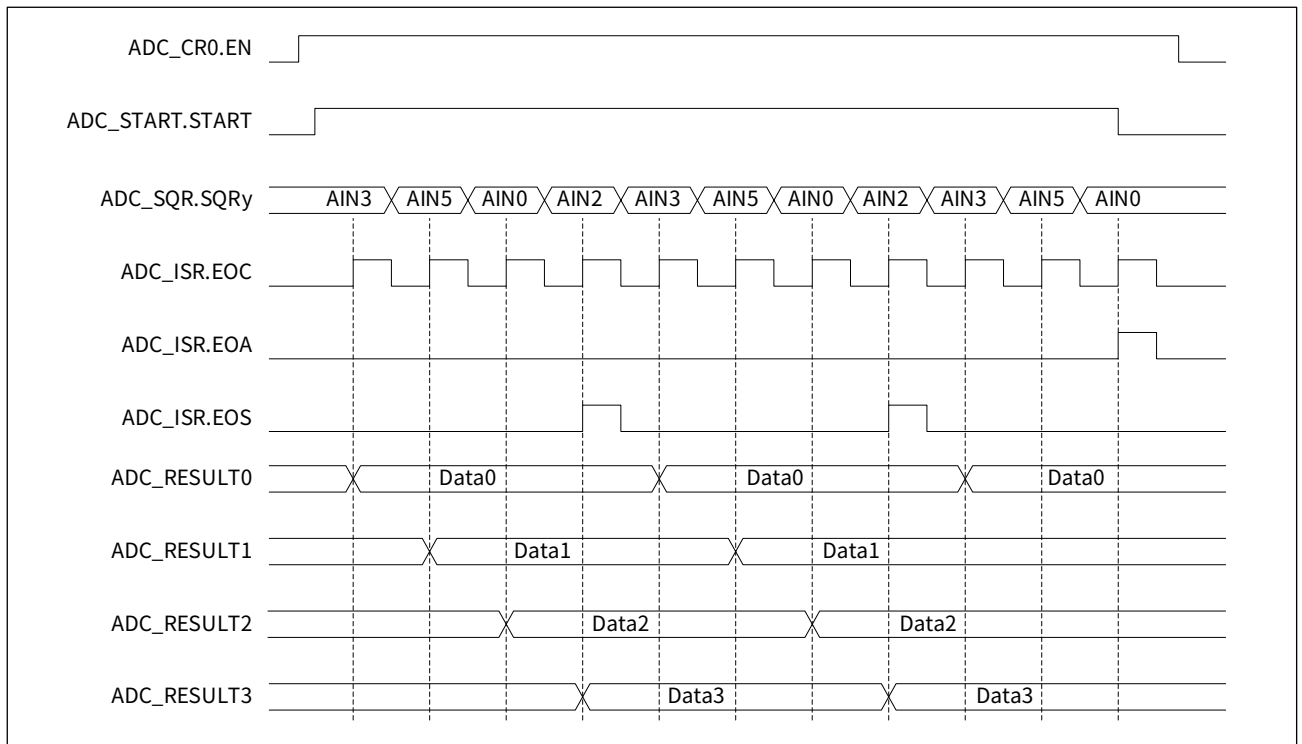 ADC_CR0.EN
ADC_START.START
ADC_SQR.SQRy AIN3 AIN5 AIN0 AIN2 AIN3 AIN5 AIN0 AIN2 AIN3 AIN5 AIN0
ADC_ISR.EOC
ADC_ISR.EOA
ADC_ISR.EOS
ADC_RESULT0 Data0 Data0 Data0
ADC_RESULT1 Data1 Data1
ADC_RESULT2 Data2 Data2
ADC_RESULT3 Data3 Data3